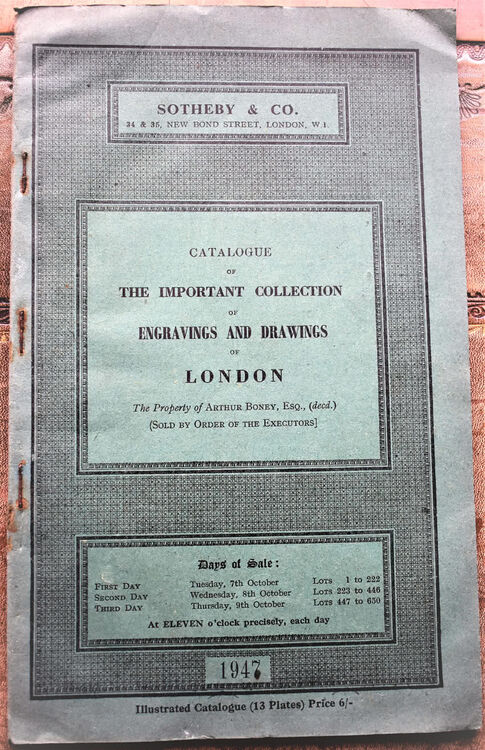 SOTHEBY & CO.
34 & 35, NEW BOND STREET, LONDON, W 1.
CATALOGUE
OF
THE IMPORTANT COLLECTION
OF
ENGRAVINGS AND DRAWINGS
OF
LONDON
The Property of ARTHUR BONEY, ESQ., (decd.)
(SOLD BY ORDER OF THE EXECUTORS]
Days of Sale:
FIRST DAY Tuesday, 7th October LOTS 1 to 222
SECOND DAY Wednesday, 8th October LOTS 223 to 446
THIRD DAY Thursday, 9th October LOTS 447 to 650
At ELEVEN o'clock precisely, each day
1947
Illustrated Catalogue (13 Plates) Price 6/-